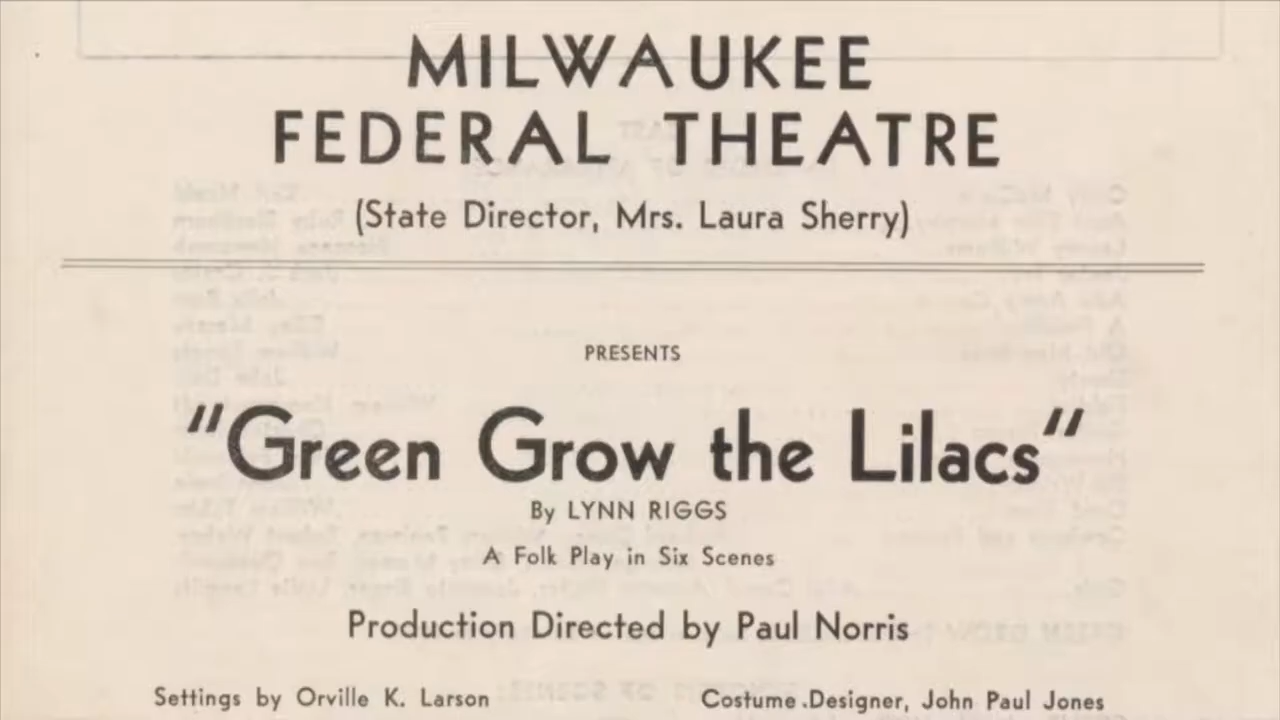 MILWAUKEE
FEDERAL THEATRE
(State Director, Mrs. Laura Sherry)
PRESENTS
"Green Grow the Lilacs"
By LYNN RIGGS
A Folk Play in Six Scenes
Production Directed by Paul Norris
Settings by Orville K. Larson
Costume.Designer, John Paul Jones